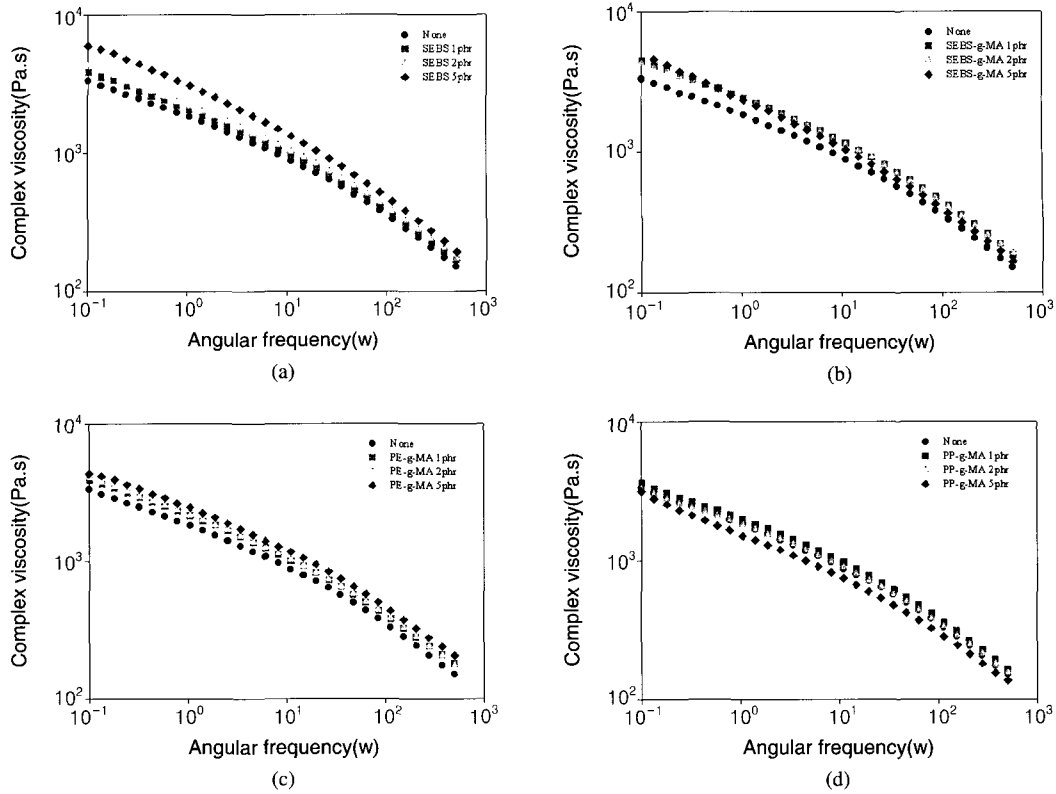 10⁴
10³
10²
Complex viscosity(Pa.s)
None
SEBS 1phr
SEBS 2phr
SEBS 5phr
10⁻¹ 10⁰ 10¹ 10² 10³
Angular frequency(w)
(a)
10⁴
10³
10²
Complex viscosity(Pa.s)
None
SEBS-g-MA 1phr
SEBS-g-MA 2phr
SEBS-g-MA 5phr
10⁻¹ 10⁰ 10¹ 10² 10³
Angular frequency(w)
(b)
10⁴
10³
10²
Complex viscosity(Pa.s)
None
PE-g-MA 1phr
PE-g-MA 2phr
PE-g-MA 5phr
10⁻¹ 10⁰ 10¹ 10² 10³
Angular frequency(w)
(c)
10⁴
10³
10²
Complex viscosity(Pa.s)
None
PP-g-MA 1phr
PP-g-MA 2phr
PP-g-MA 5phr
10⁻¹ 10⁰ 10¹ 10² 10³
Angular frequency(w)
(d)